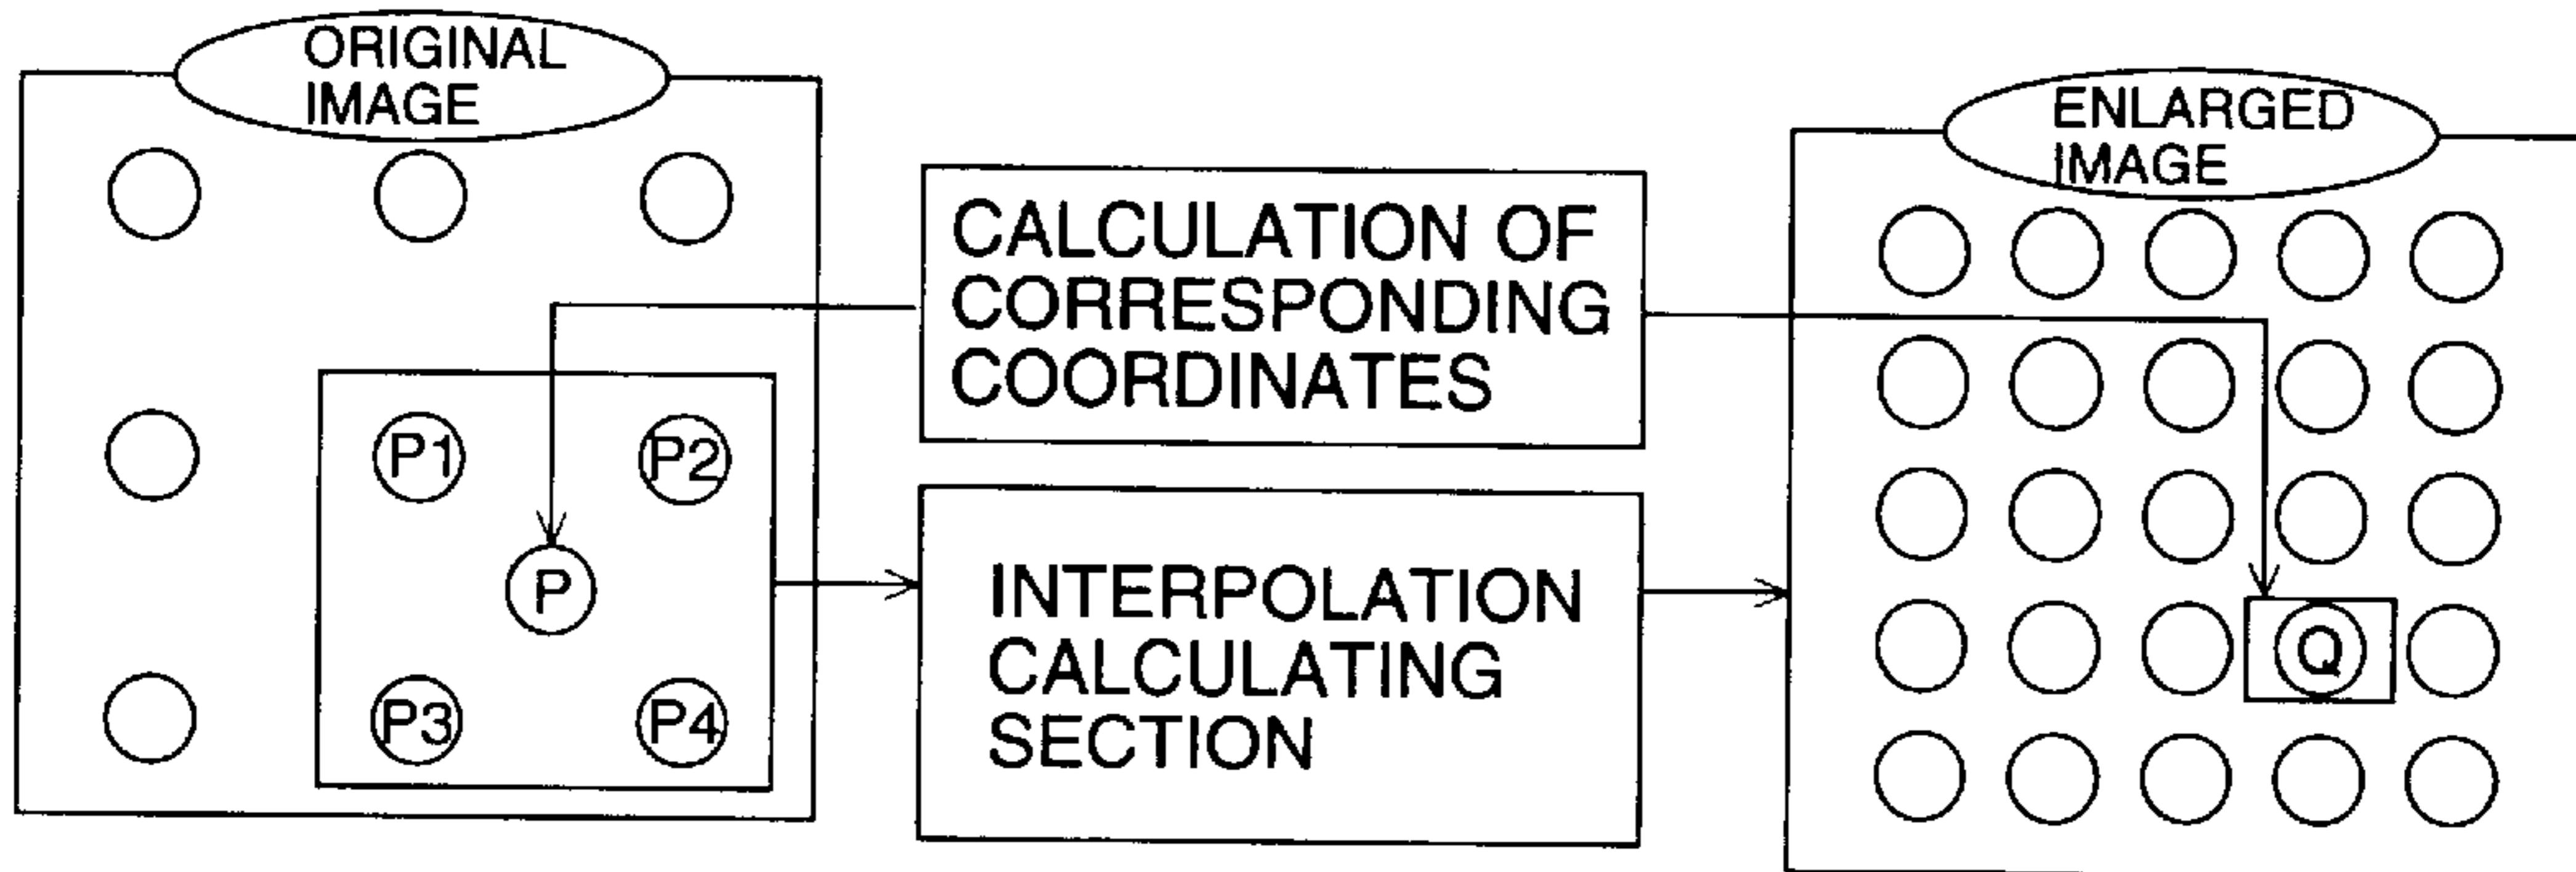 ORIGINAL
IMAGE
P1
P2
P
P3
P4
CALCULATION OF
CORRESPONDING
COORDINATES
INTERPOLATION
CALCULATING
SECTION
ENLARGED
IMAGE
Q